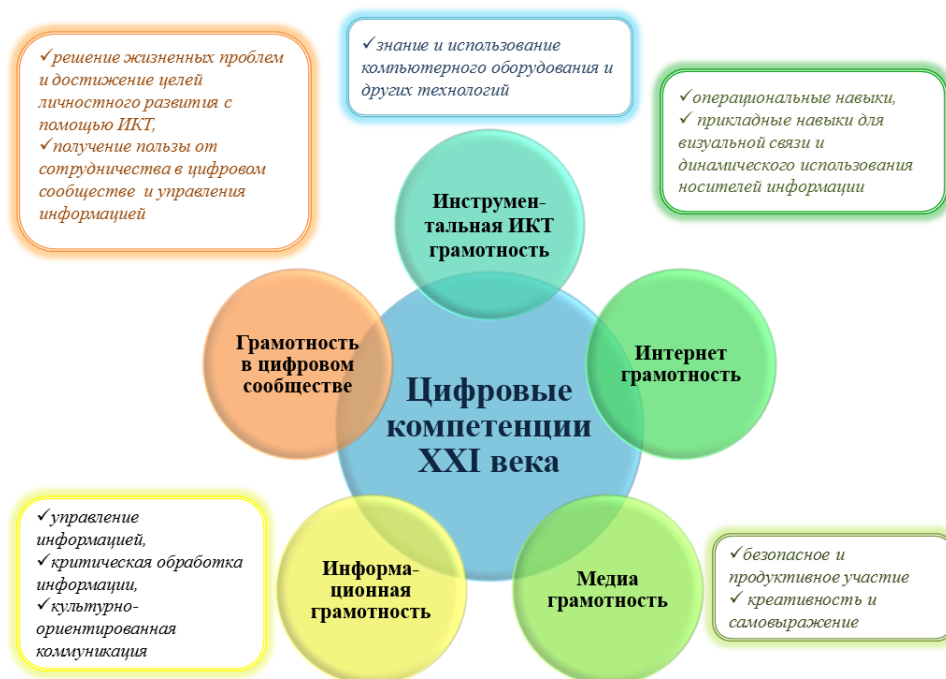 ✓решение жизненных проблем
и достижение целей
личностного развития с
помощью ИКТ,
✓получение пользы от
сотрудничества в цифровом
сообществе и управления
информацией
✓знание и использование
компьютерного оборудования и
других технологий
✓операциональные навыки,
✓ прикладные навыки для
визуальной связи и
динамического использования
носителей информации
Инструмен-
тальная ИКТ
грамотность
Грамотность
в цифровом
сообществе
Интернет
грамотность
Цифровые
компетенции
XXI века
✓управление
информацией,
✓критическая обработка
информации,
✓культурно-
ориентированная
коммуникация
Информа-
ционная
грамотность
Медиа
грамотность
✓безопасное и
продуктивное участие
✓ креативность и
самовыражение